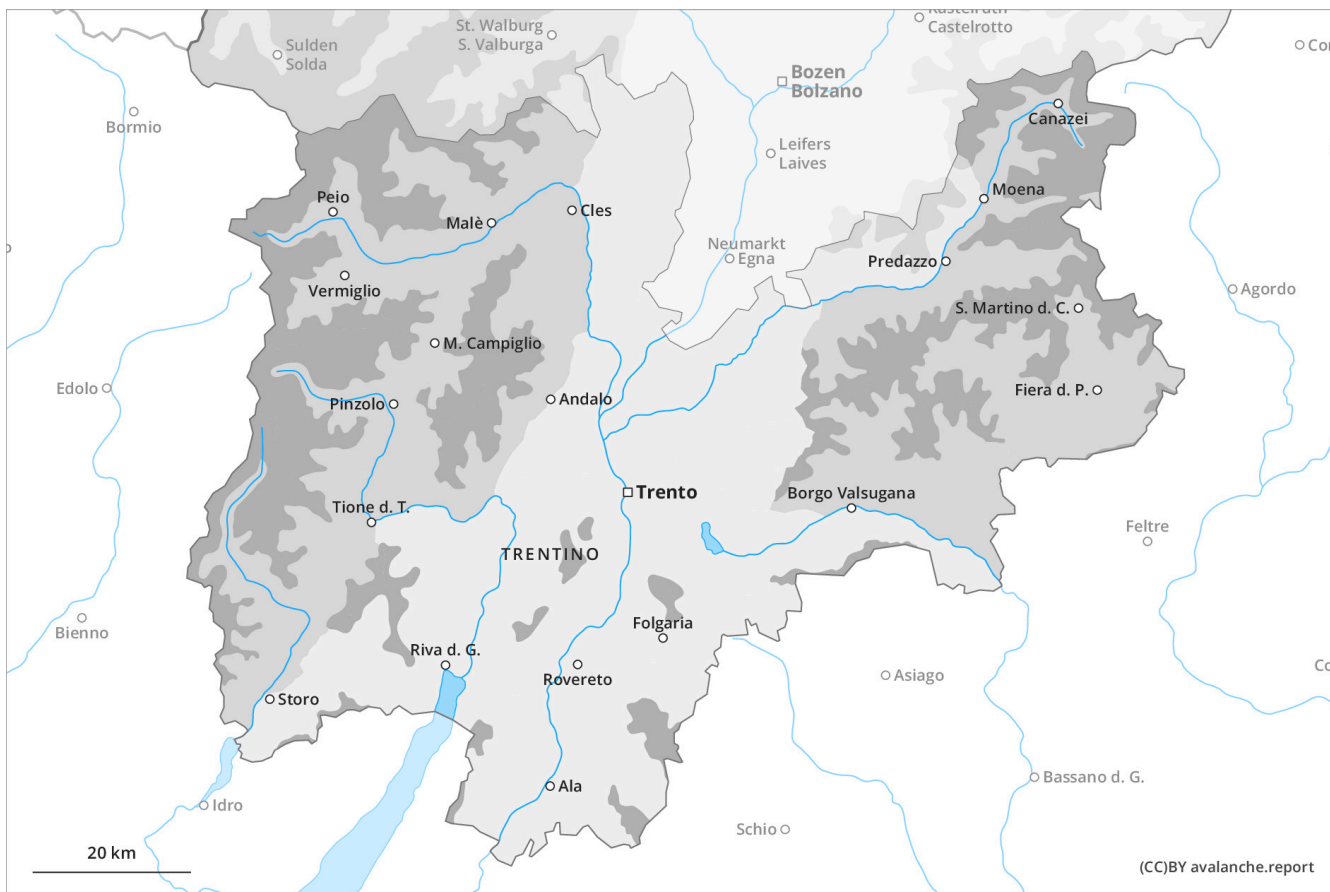 St. Walburg
S. Valburga
Castelrotto
Sulden
Solda
Bozen
Bolzano
Bormio
Canazei
Leifers
Laives
Peio
Moena
Malè
Cles
Neumarkt
Egna
Predazzo
Vermiglio
Agordo
S. Martino d. C.
M. Campiglio
Edolo
Fiera d. P.
Andalo
Pinzolo
Trento
Borgo Valsugana
Tione d. T.
Feltre
TRENTINO
Bienno
Folgaria
Riva d. G.
Rovereto
Asiago
Storo
Bassano d. G.
Ala
Idro
Schio
20 km
(CC)BY avalanche.report